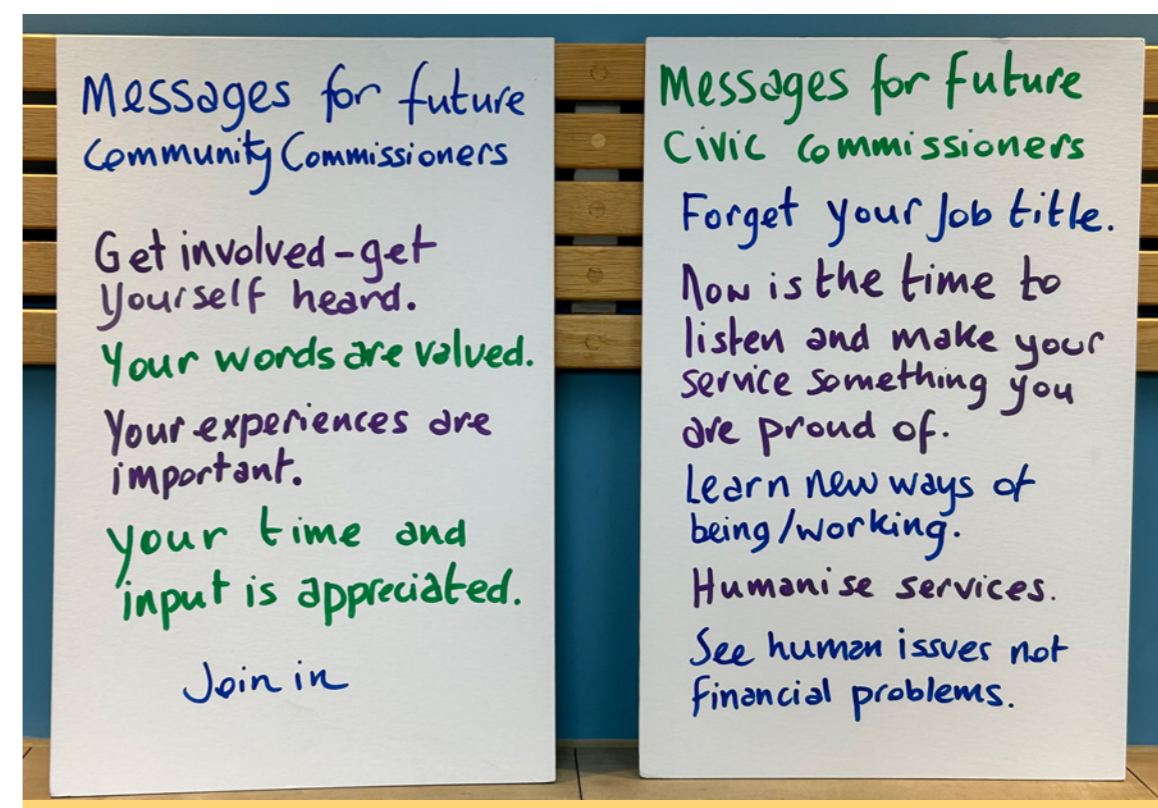 Messages for future
Community Commissioners
Get involved - get
yourself heard.
Your words are valued.
Your experiences are
important.
your time and
input is appreciated.
Join in
Messages for future
Civic Commissioners
Forget your Job title.
Now is the time to
listen and make your
service something you
are proud of.
Learn new ways of
being/working.
Humanise services.
See human issues not
financial problems.